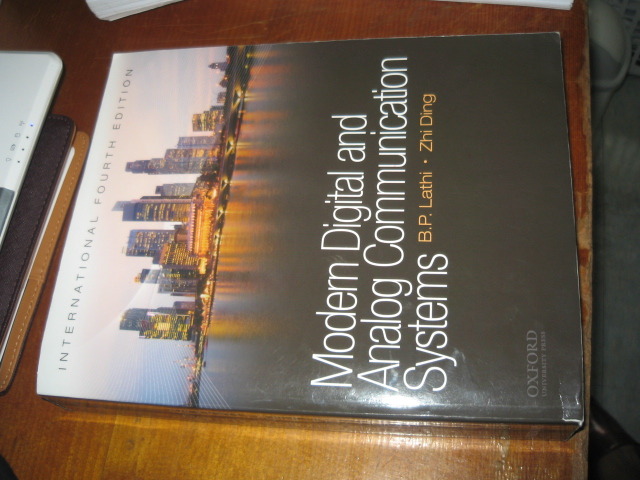 INTERNATIONAL FOURTH EDITION
Modern Digital and
Analog Communication
Systems B.P. Lathi · Zhi Ding
OXFORD
UNIVERSITY PRESS